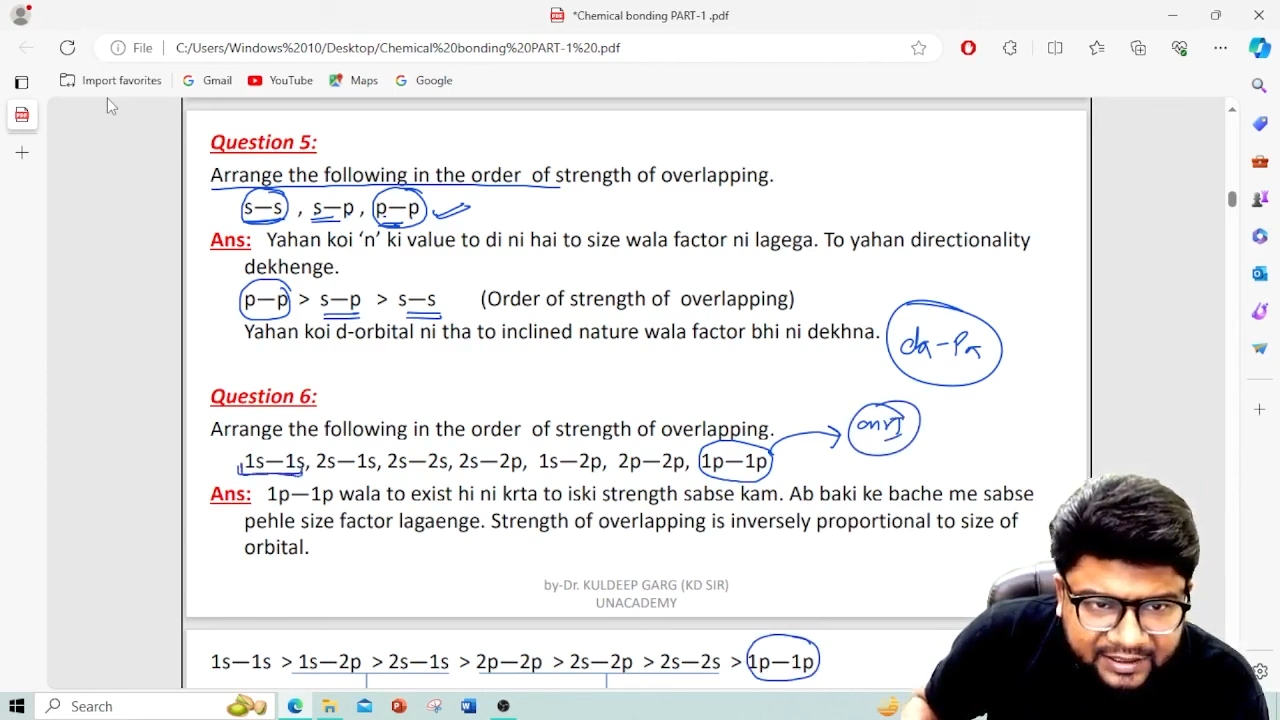 *Chemical bonding PART-1 .pdf
File C:/Users/Windows%2010/Desktop/Chemical%20bonding%20PART-1%20.pdf
Import favorites Gmail YouTube Maps Google
Question 5:
Arrange the following in the order of strength of overlapping.
s—s , s—p , p—p
Ans: Yahan koi ‘n’ ki value to di ni hai to size wala factor ni lagega. To yahan directionality
dekhenge.
p—p > s—p > s—s (Order of strength of overlapping)
Yahan koi d-orbital ni tha to inclined nature wala factor bhi ni dekhna.
dπ-Pπ
Question 6:
Arrange the following in the order of strength of overlapping.
1s—1s, 2s—1s, 2s—2s, 2s—2p, 1s—2p, 2p—2p, 1p—1p
Ans: 1p—1p wala to exist hi ni krta to iski strength sabse kam. Ab baki ke bache me sabse
pehle size factor lagaenge. Strength of overlapping is inversely proportional to size of
orbital.
by-Dr. KULDEEP GARG (KD SIR)
UNACADEMY
1s—1s > 1s—2p > 2s—1s > 2p—2p > 2s—2p > 2s—2s > 1p—1p
Search